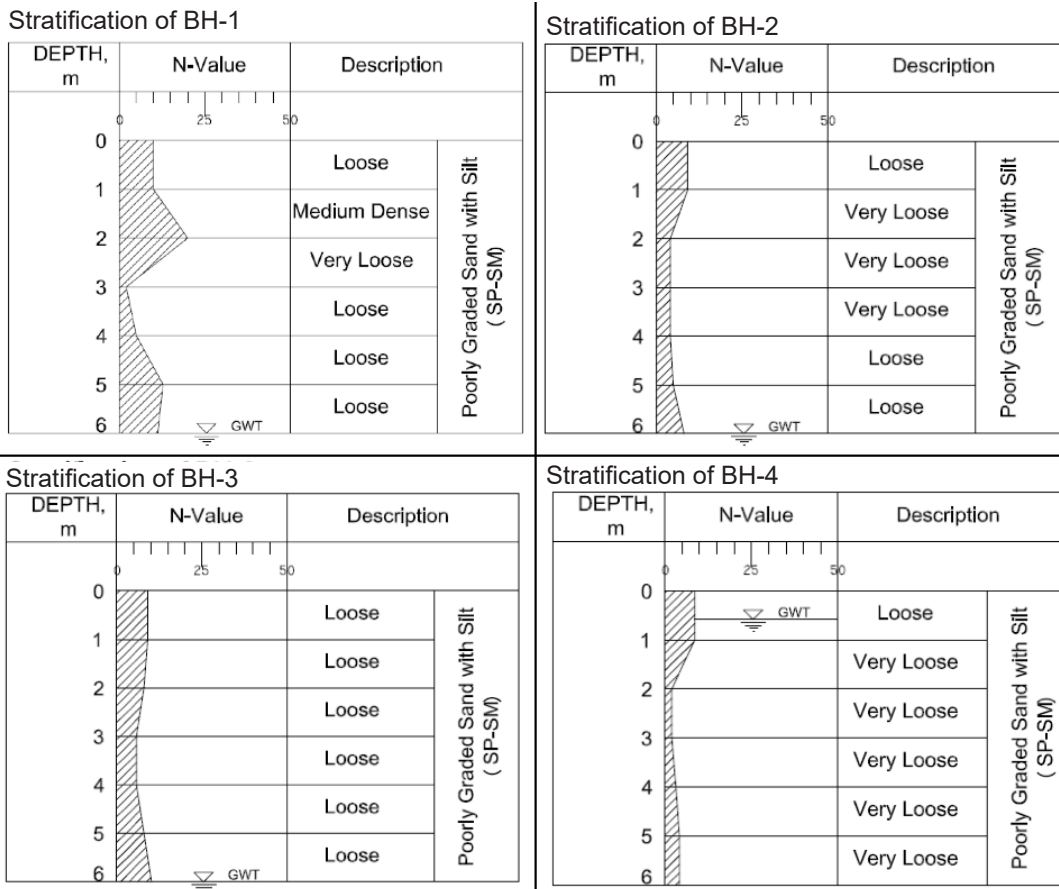 Stratification of BH-1
DEPTH, m
N-Value
Description
0 25 50
0
Loose
1
Medium Dense
2
Very Loose
3
Loose
4
Loose
5
Loose
6
GWT
Poorly Graded Sand with Silt
( SP-SM)
Stratification of BH-2
DEPTH, m
N-Value
Description
0 25 50
0
Loose
1
Very Loose
2
Very Loose
3
Very Loose
4
Loose
5
Loose
6
GWT
Poorly Graded Sand with Silt
( SP-SM)
Stratification of BH-3
DEPTH, m
N-Value
Description
0 25 50
0
Loose
1
Loose
2
Loose
3
Loose
4
Loose
5
Loose
6
GWT
Poorly Graded Sand with Silt
( SP-SM)
Stratification of BH-4
DEPTH, m
N-Value
Description
0 25 50
0
GWT
Loose
1
Very Loose
2
Very Loose
3
Very Loose
4
Very Loose
5
Very Loose
6
Poorly Graded Sand with Silt
( SP-SM)